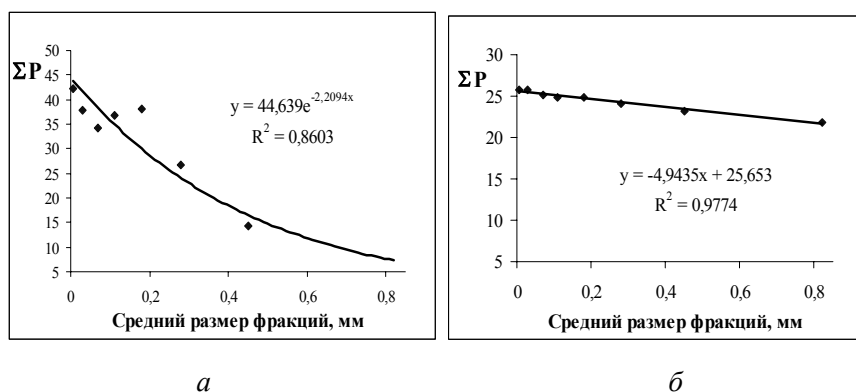 50
45
40
35
30
25
20
15
10
5
ΣP
y = 44,639e^-2,2094x
R² = 0,8603
0 0,2 0,4 0,6 0,8
Средний размер фракций, мм
30
25
20
15
10
5
ΣP
y = -4,9435x + 25,653
R² = 0,9774
0 0,2 0,4 0,6 0,8
Средний размер фракций, мм
а б